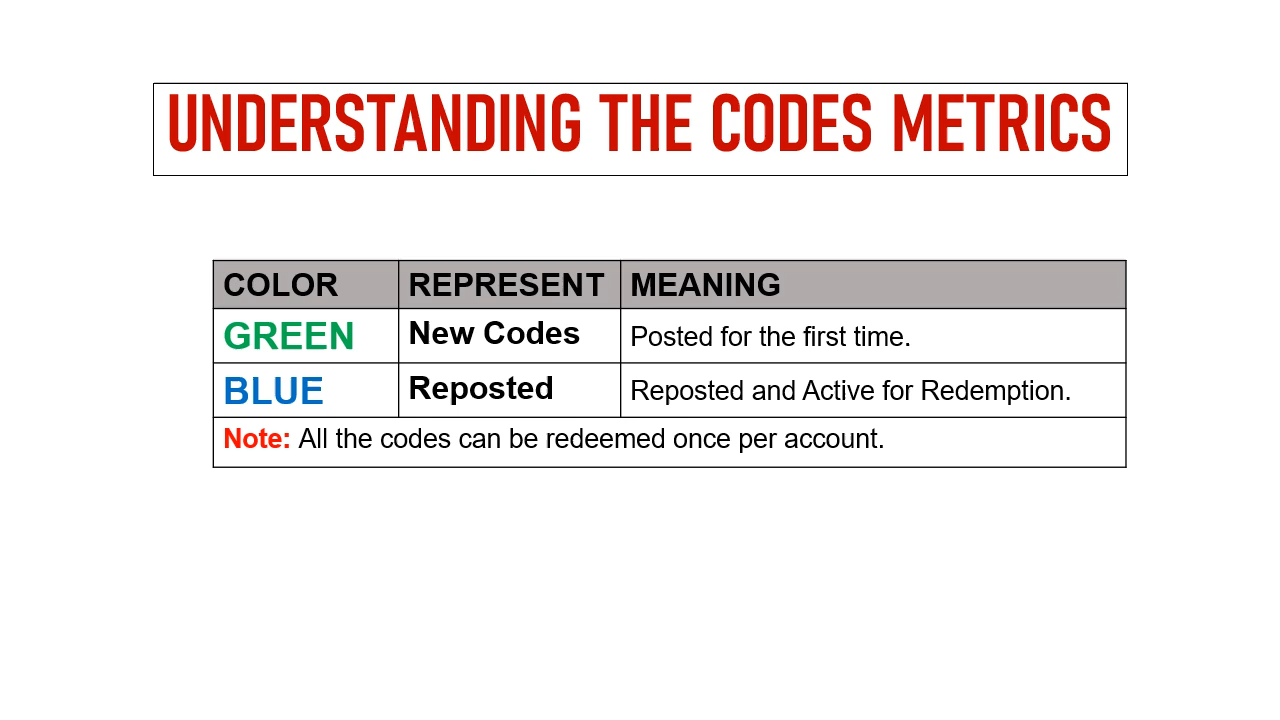 UNDERSTANDING THE CODES METRICS
COLOR REPRESENT MEANING
GREEN New Codes Posted for the first time.
BLUE Reposted Reposted and Active for Redemption.
Note: All the codes can be redeemed once per account.